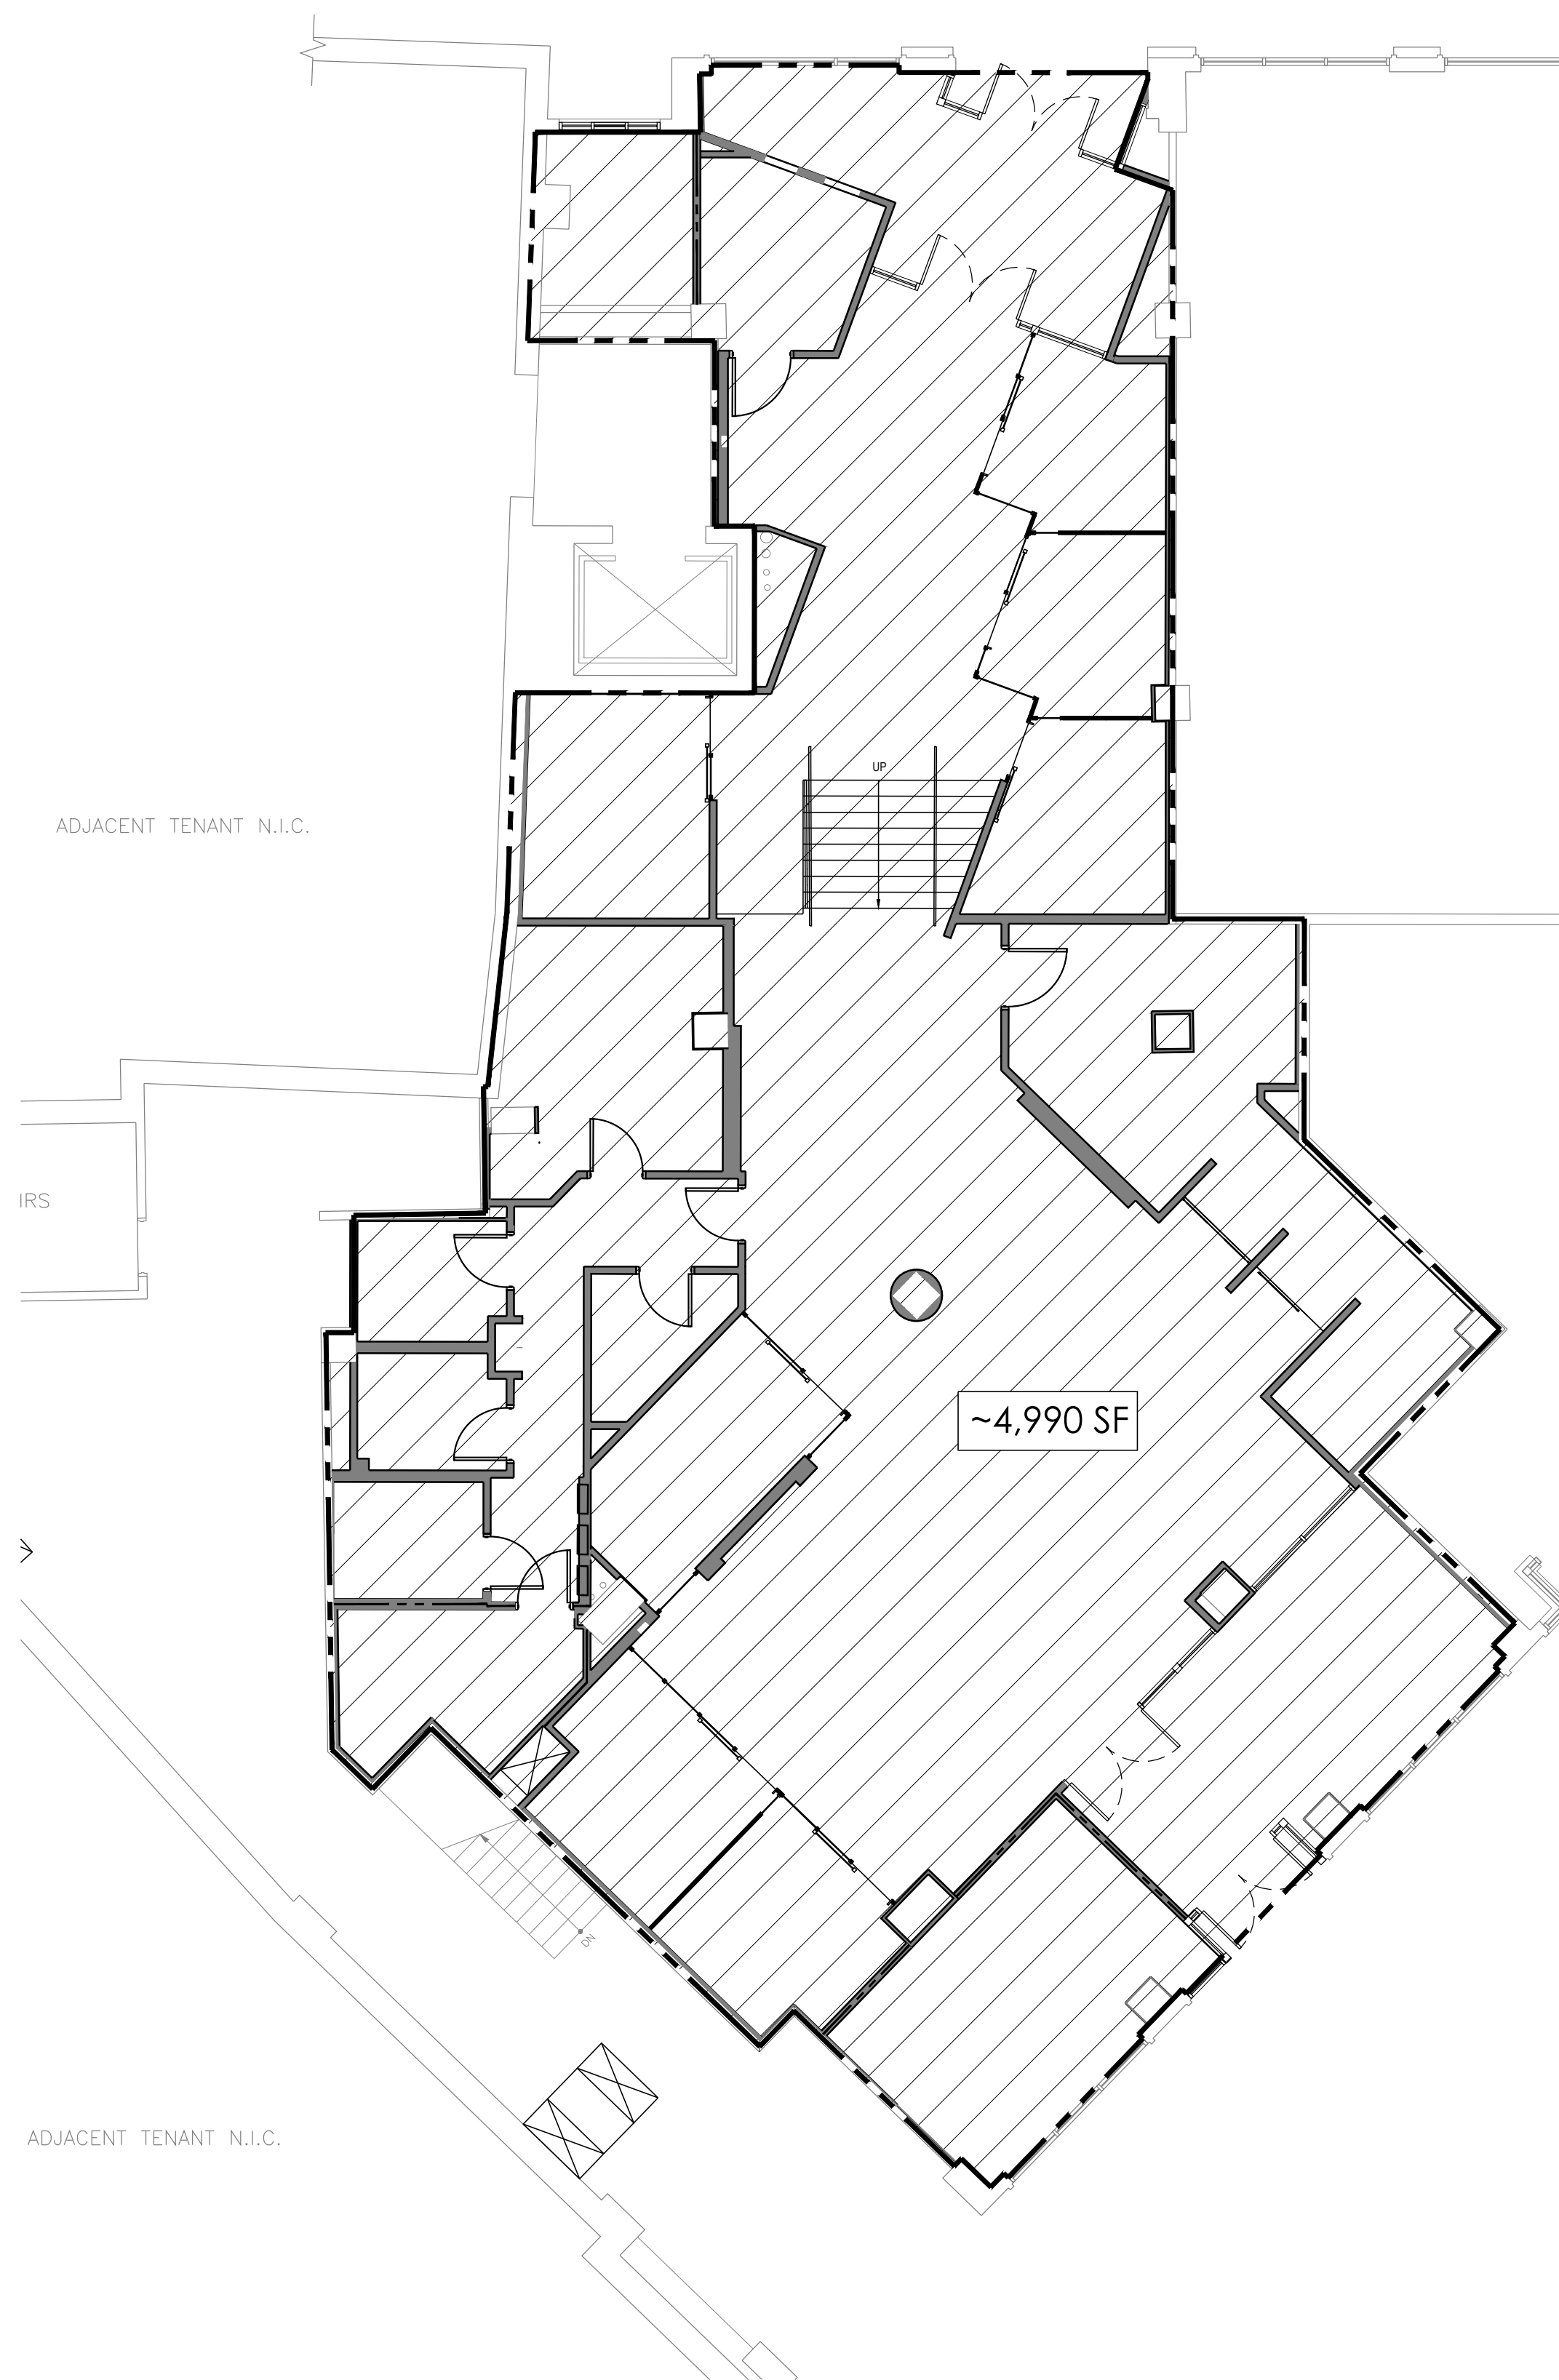 UP
ADJACENT TENANT N.I.C.
IRS
~4,990 SF
DN
ADJACENT TENANT N.I.C.